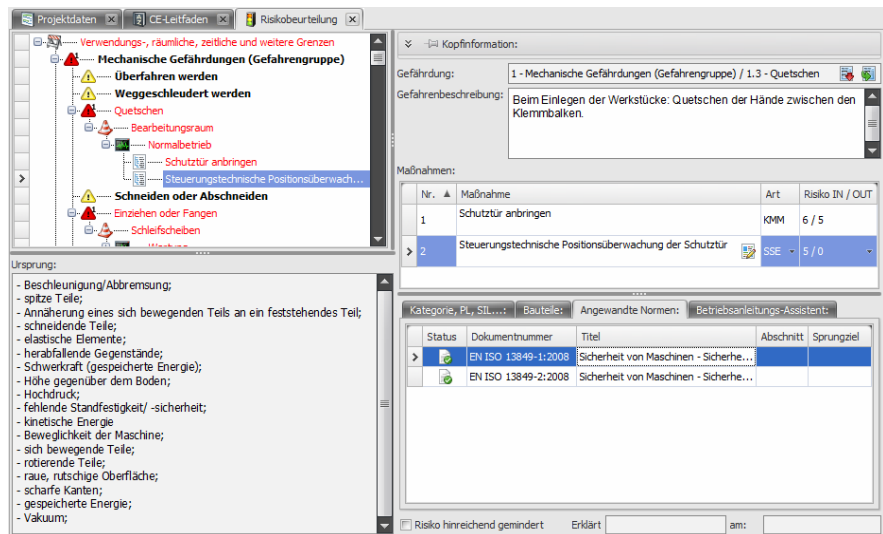 Projektdaten
CE-Leitfaden
Risikobeurteilung
Verwendungs-, räumliche, zeitliche und weitere Grenzen
Mechanische Gefährdungen (Gefahrengruppe)
Überfahren werden
Weggeschleudert werden
Quetschen
Bearbeitungsraum
Normalbetrieb
Schutztür anbringen
Steuerungstechnische Positionsüberwach...
Schneiden oder Abschneiden
Einziehen oder Fangen
Schleifscheiben
Wartung
Ursprung:
- Beschleunigung/Abbremsung;
- spitze Teile;
- Annäherung eines sich bewegenden Teils an ein feststehendes Teil;
- schneidende Teile;
- elastische Elemente;
- herabfallende Gegenstände;
- Schwerkraft (gespeicherte Energie);
- Höhe gegenüber dem Boden;
- Hochdruck;
- fehlende Standfestigkeit/ -sicherheit;
- kinetische Energie
- Beweglichkeit der Maschine;
- sich bewegende Teile;
- rotierende Teile;
- raue, rutschige Oberfläche;
- scharfe Kanten;
- gespeicherte Energie;
- Vakuum;
Kopfinformation:
Gefährdung: 1 - Mechanische Gefährdungen (Gefahrengruppe) / 1.3 - Quetschen
Gefahrenbeschreibung: Beim Einlegen der Werkstücke: Quetschen der Hände zwischen den
Klemmbalken.
Maßnahmen:
Nr. Maßnahme Art Risiko IN / OUT
1 Schutztür anbringen KMM 6 / 5
2 Steuerungstechnische Positionsüberwachung der Schutztür SSE 5 / 0
Kategorie, PL, SIL...: Bauteile: Angewandte Normen: Betriebsanleitungs-Assistent:
Status Dokumentnummer Titel Abschnitt Sprungziel
EN ISO 13849-1:2008 Sicherheit von Maschinen - Sicherhe...
EN ISO 13849-2:2008 Sicherheit von Maschinen - Sicherhe...
Risiko hinreichend gemindert Erklärt am: